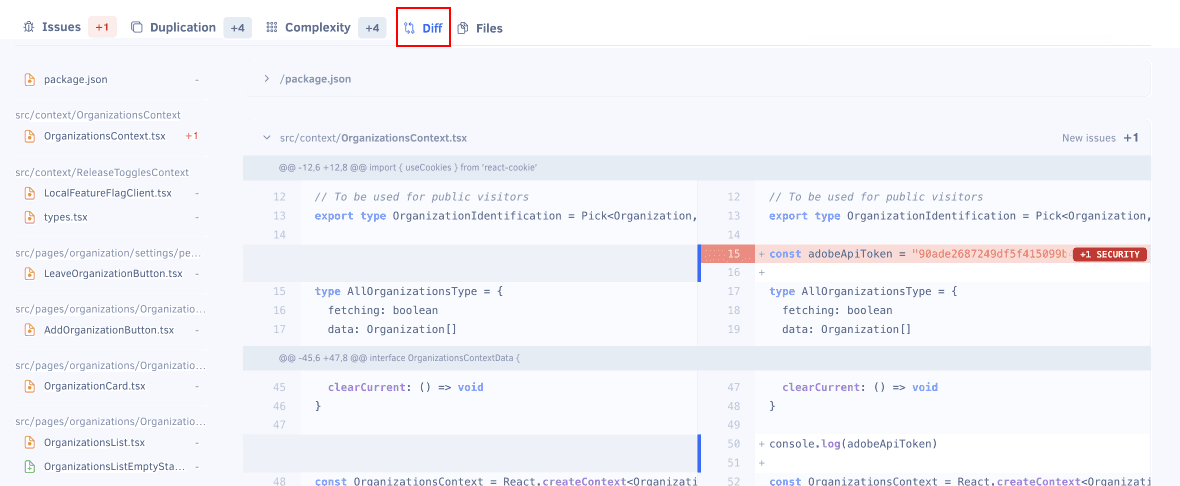 Issues +1 Duplication +4 Complexity +4 Diff Files
package.json -
src/context/OrganizationsContext
OrganizationsContext.tsx +1
src/context/ReleaseTogglesContext
LocalFeatureFlagClient.tsx -
types.tsx -
src/pages/organization/settings/pe...
LeaveOrganizationButton.tsx -
src/pages/organizations/Organizatio...
AddOrganizationButton.tsx -
src/pages/organizations/Organizatio...
OrganizationCard.tsx -
src/pages/organizations/Organizatio...
OrganizationsList.tsx -
OrganizationsListEmptySta... -
/package.json
src/context/OrganizationsContext.tsx New issues +1
@@ -12,6 +12,8 @@ import { useCookies } from 'react-cookie'
12 // To be used for public visitors
13 export type OrganizationIdentification = Pick<Organization,
14
15 type AllOrganizationsType = {
16 fetching: boolean
17 data: Organization[]
12 // To be used for public visitors
13 export type OrganizationIdentification = Pick<Organization,
14
15 + const adobeApiToken = "90ade2687249df5f415099b +1 SECURITY
16 +
17 type AllOrganizationsType = {
18 fetching: boolean
19 data: Organization[]
@@ -45,6 +47,8 @@ interface OrganizationsContextData {
45 clearCurrent: () => void
46 }
47
48 const OrganizationsContext = React.createContext<Organizati
47 clearCurrent: () => void
48 }
49
50 + console.log(adobeApiToken)
51 +
52 const OrganizationsContext = React.createContext<Organizati